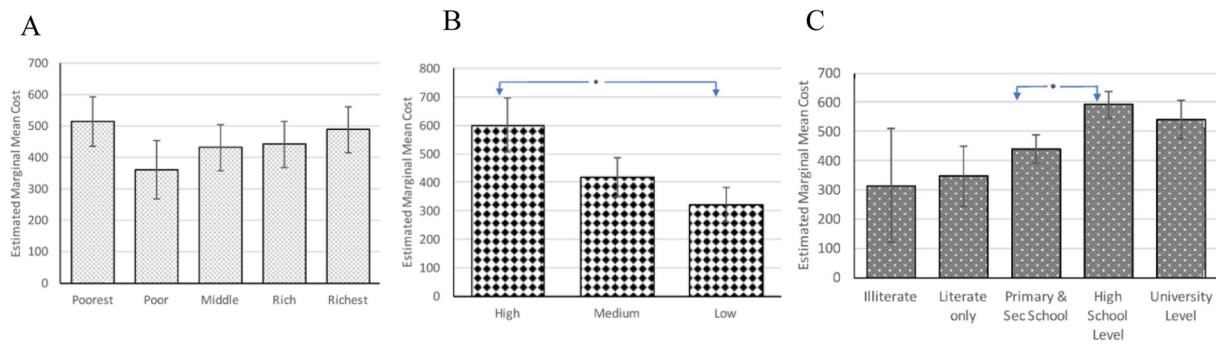 A
Estimated Marginal Mean Cost
700
600
500
400
300
200
100
0
Poorest
Poor
Middle
Rich
Richest
B
Estimated Marginal Mean Cost
800
700
600
500
400
300
200
100
0
*
High
Medium
Low
C
Estimated Marginal Mean Cost
700
600
500
400
300
200
100
0
*
Illiterate
Literate
only
Primary &
Sec School
High
School
Level
University
Level